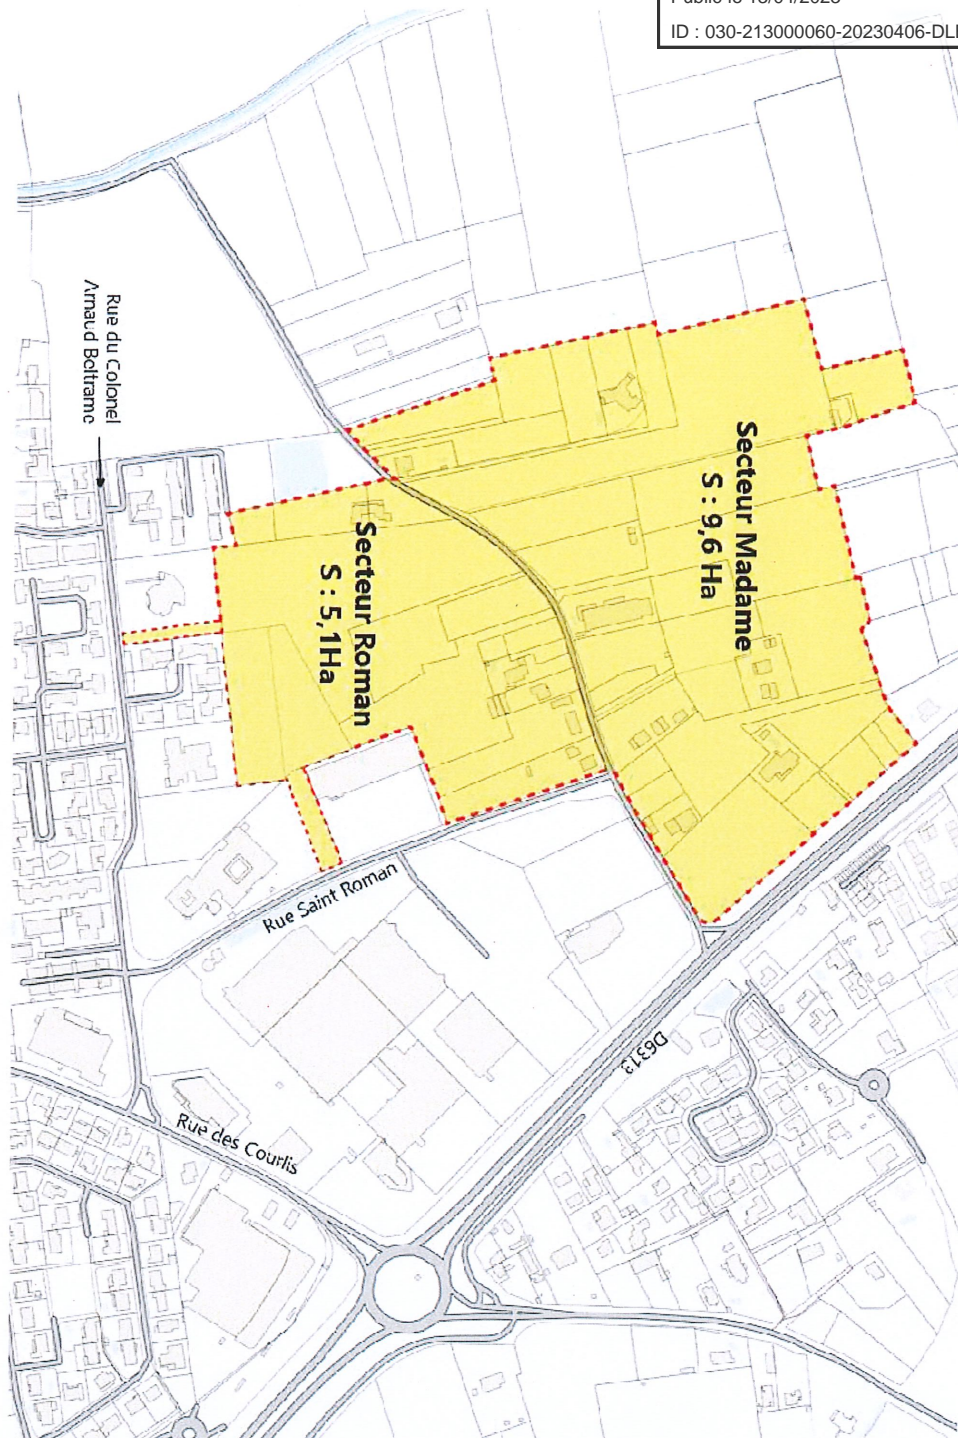 ID : 030-213000060-20230406-DLI
Rue du Colonel
Arnaud Beltrame
Secteur Madame
S : 9,6 Ha
Secteur Roman
S : 5,1Ha
Rue Saint Roman
D6313
Rue des Courlis